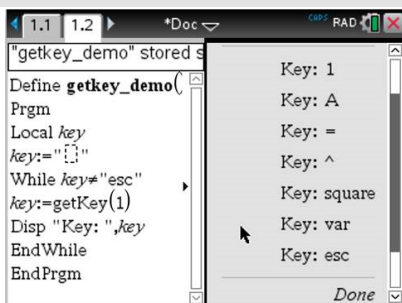 1.1 1.2 *Doc CAPS RAD
"getkey_demo" stored s
Define getkey_demo(
Prgm
Local key
key:=" "
While key≠"esc"
key:=getKey(1)
Disp "Key: ",key
EndWhile
EndPrgm
Key: 1
Key: A
Key: =
Key: ^
Key: square
Key: var
Key: esc
Done